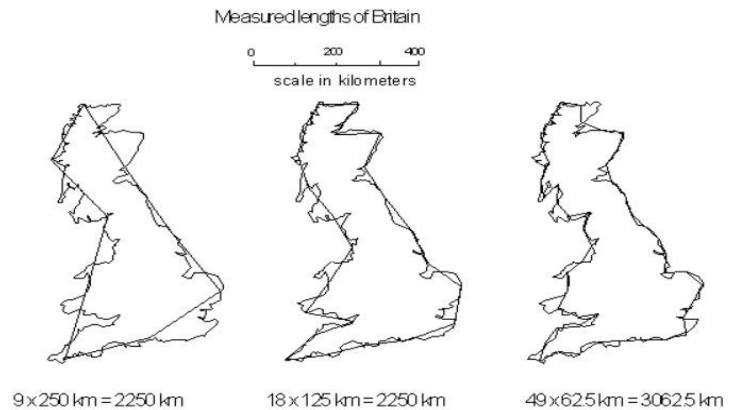 Measured lengths of Britain
0 200 400
scale in kilometers
9 x 250 km = 2250 km 18 x 125 km = 2250 km 49 x 62.5 km = 3062.5 km